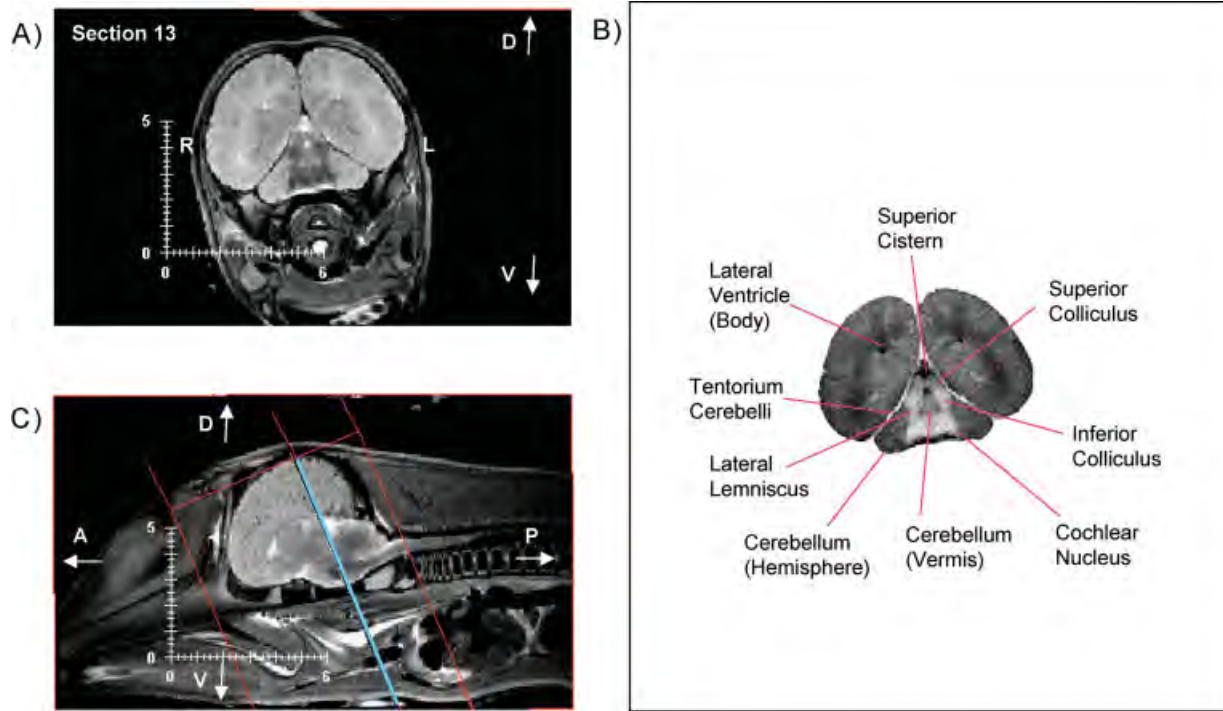 A)
Section 13
D
5
R
L
0
0
6
V
B)
Superior
Cistern
Lateral
Ventricle
(Body)
Superior
Colliculus
Tentorium
Cerebelli
Inferior
Colliculus
Lateral
Lemniscus
Cerebellum
(Hemisphere)
Cerebellum
(Vermis)
Cochlear
Nucleus
C)
D
A
5
P
0
0
6
V